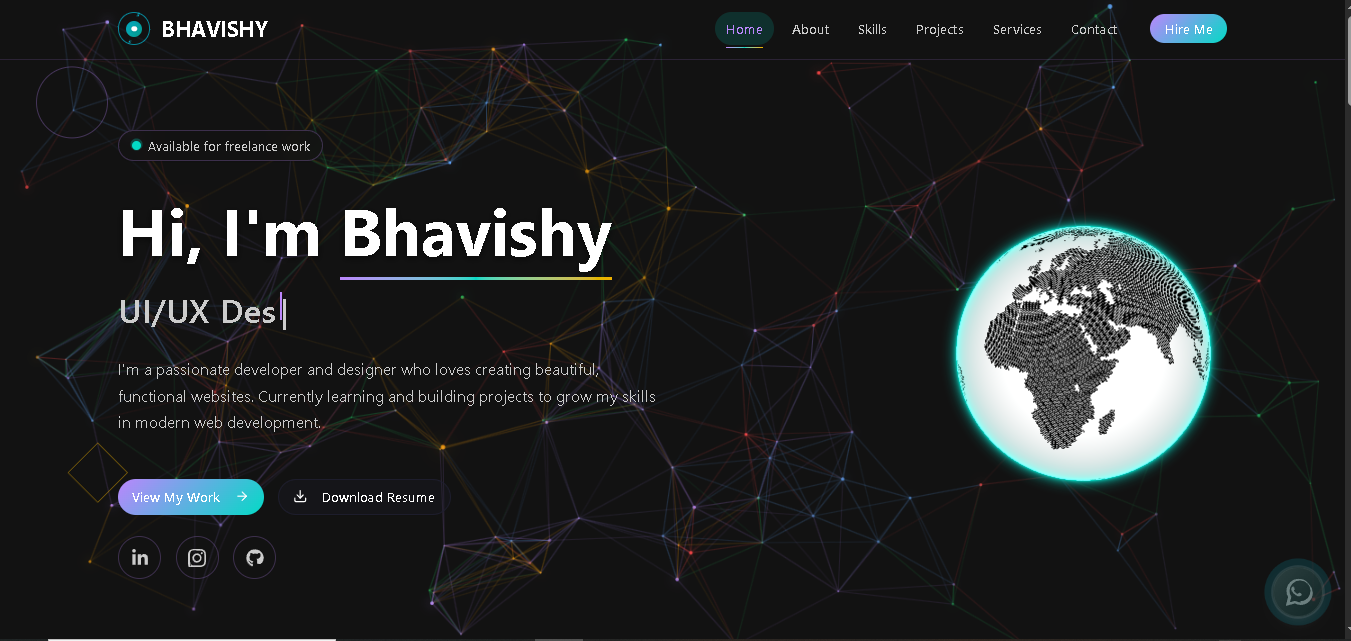 BHAVISHY
Home
About
Skills
Projects
Services
Contact
Hire Me
Available for freelance work
Hi, I'm Bhavishy
UI/UX Des
I'm a passionate developer and designer who loves creating beautiful,
functional websites. Currently learning and building projects to grow my skills
in modern web development.
View My Work
Download Resume
in